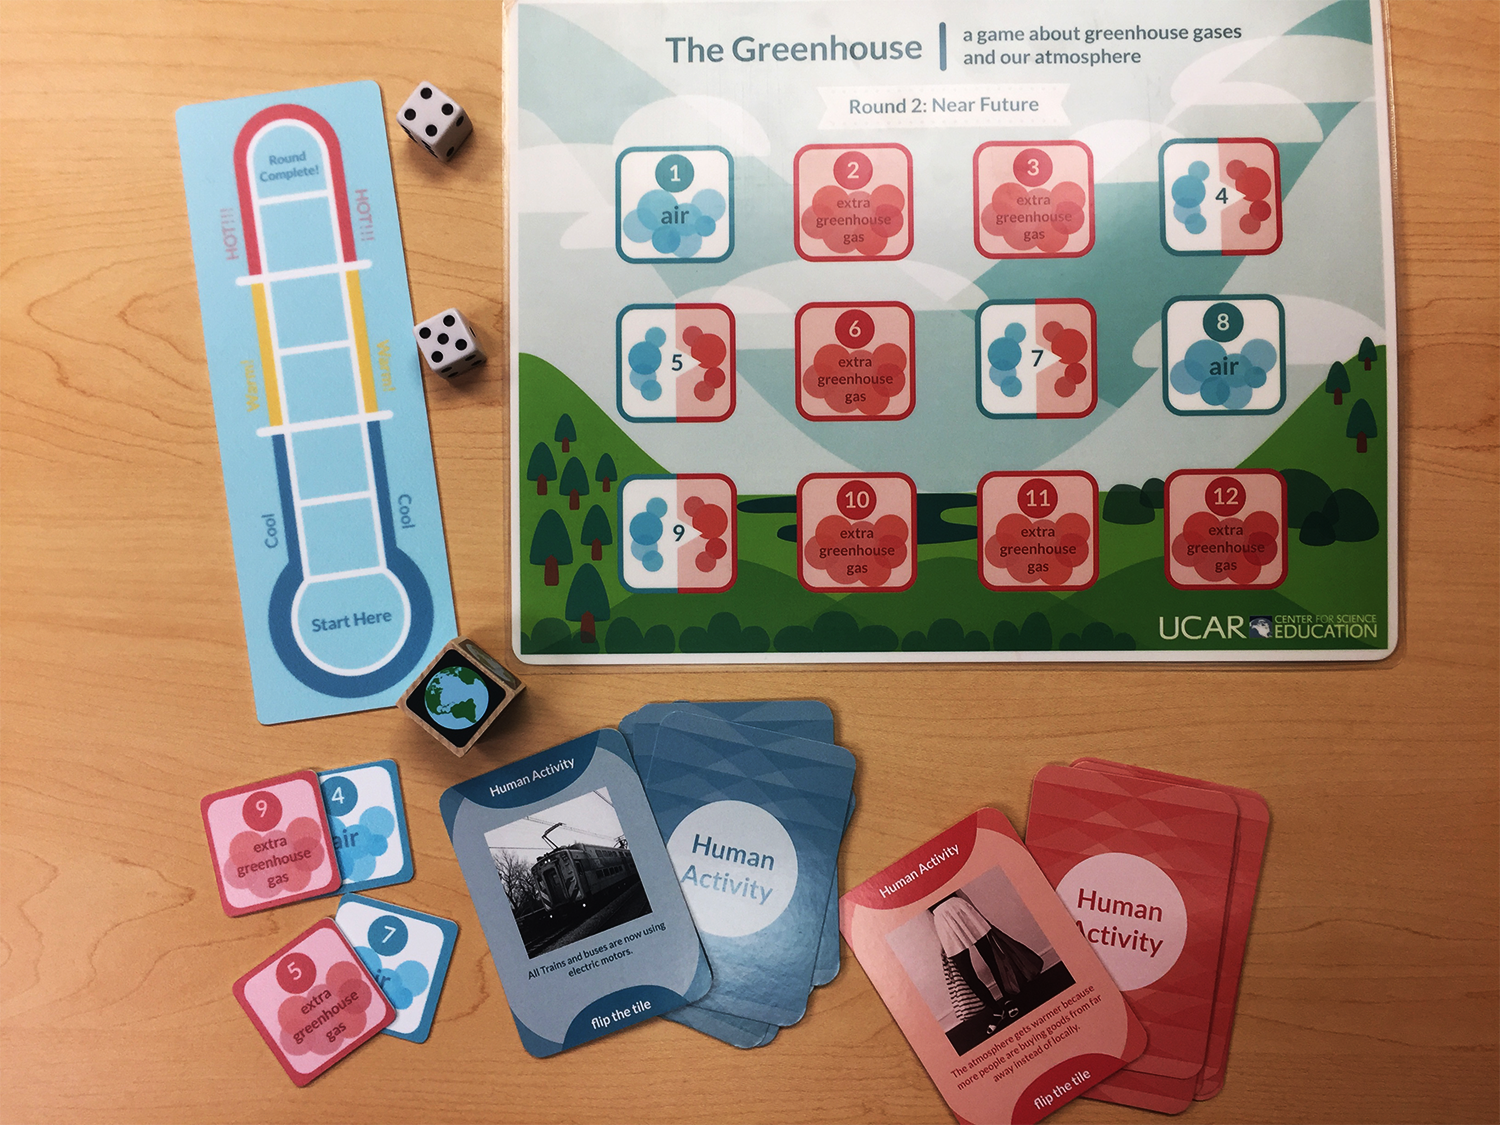 The Greenhouse
a game about greenhouse gases
and our atmosphere
Round 2: Near Future
1
air
2
extra
greenhouse
gas
3
extra
greenhouse
gas
4
5
6
extra
greenhouse
gas
7
8
air
9
10
extra
greenhouse
gas
11
extra
greenhouse
gas
12
extra
greenhouse
gas
UCAR
CENTER FOR SCIENCE
EDUCATION
Round
Complete!
HOT!!!
HOT!!!
Warm!
Warm!
Cool
Cool
Start Here
9
extra
greenhouse
gas
4
air
5
extra
greenhouse
gas
7
Human Activity
All Trains and buses are now using
electric motors.
flip the tile
Human
Activity
Human Activity
The atmosphere gets warmer because
more people are buying goods from far
away instead of locally.
flip the tile
Human
Activity